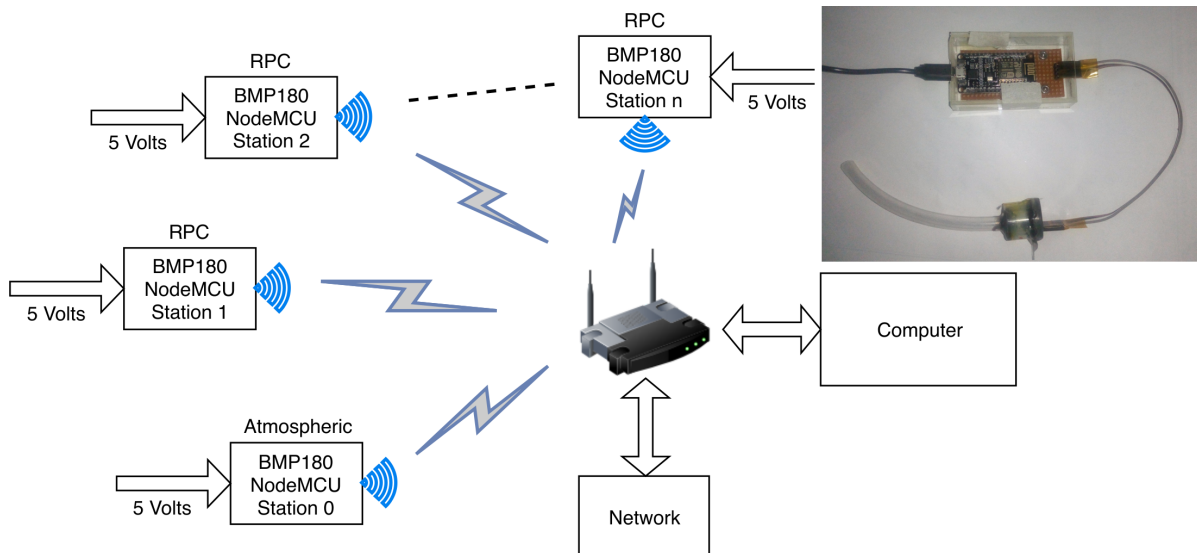 RPC
BMP180
NodeMCU
Station n
5 Volts
RPC
BMP180
NodeMCU
Station 2
5 Volts
RPC
BMP180
NodeMCU
Station 1
5 Volts
Computer
Atmospheric
BMP180
NodeMCU
Station 0
5 Volts
Network